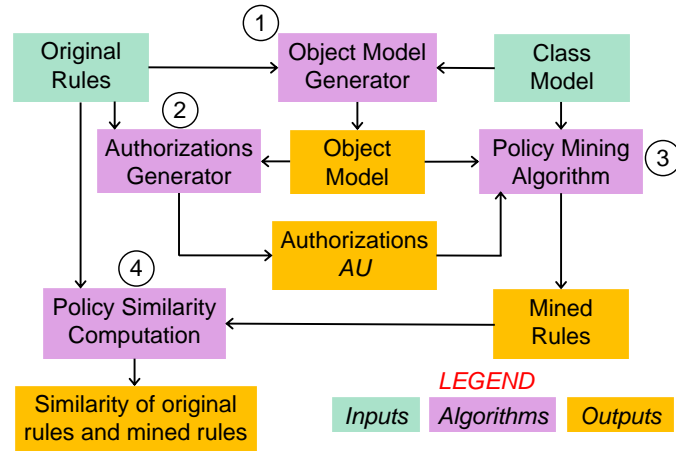 1
Original
Rules
Object Model
Generator
Class
Model
2
Authorizations
Generator
Object
Model
Policy Mining
Algorithm
3
Authorizations
AU
4
Policy Similarity
Computation
Mined
Rules
Similarity of original
rules and mined rules
LEGEND
Inputs
Algorithms
Outputs